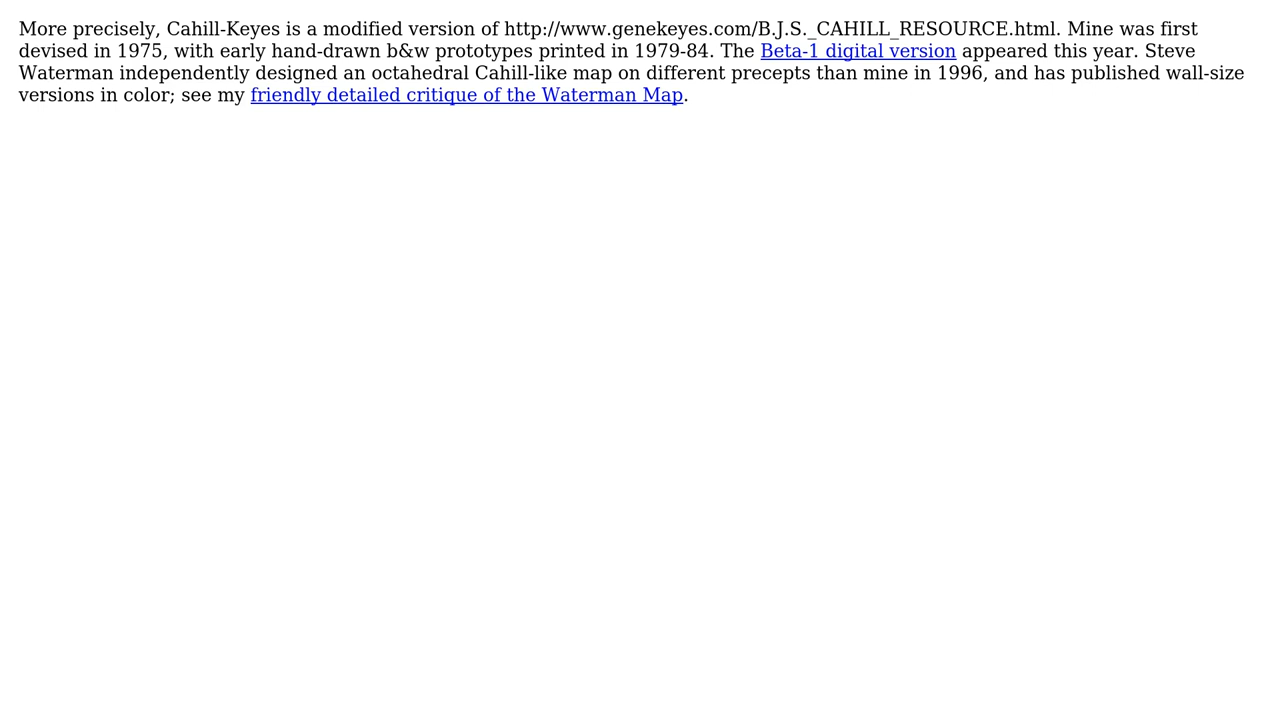 More precisely, Cahill-Keyes is a modified version of http://www.genekeyes.com/B.J.S._CAHILL_RESOURCE.html. Mine was first
devised in 1975, with early hand-drawn b&w prototypes printed in 1979-84. The Beta-1 digital version appeared this year. Steve
Waterman independently designed an octahedral Cahill-like map on different precepts than mine in 1996, and has published wall-size
versions in color; see my friendly detailed critique of the Waterman Map.